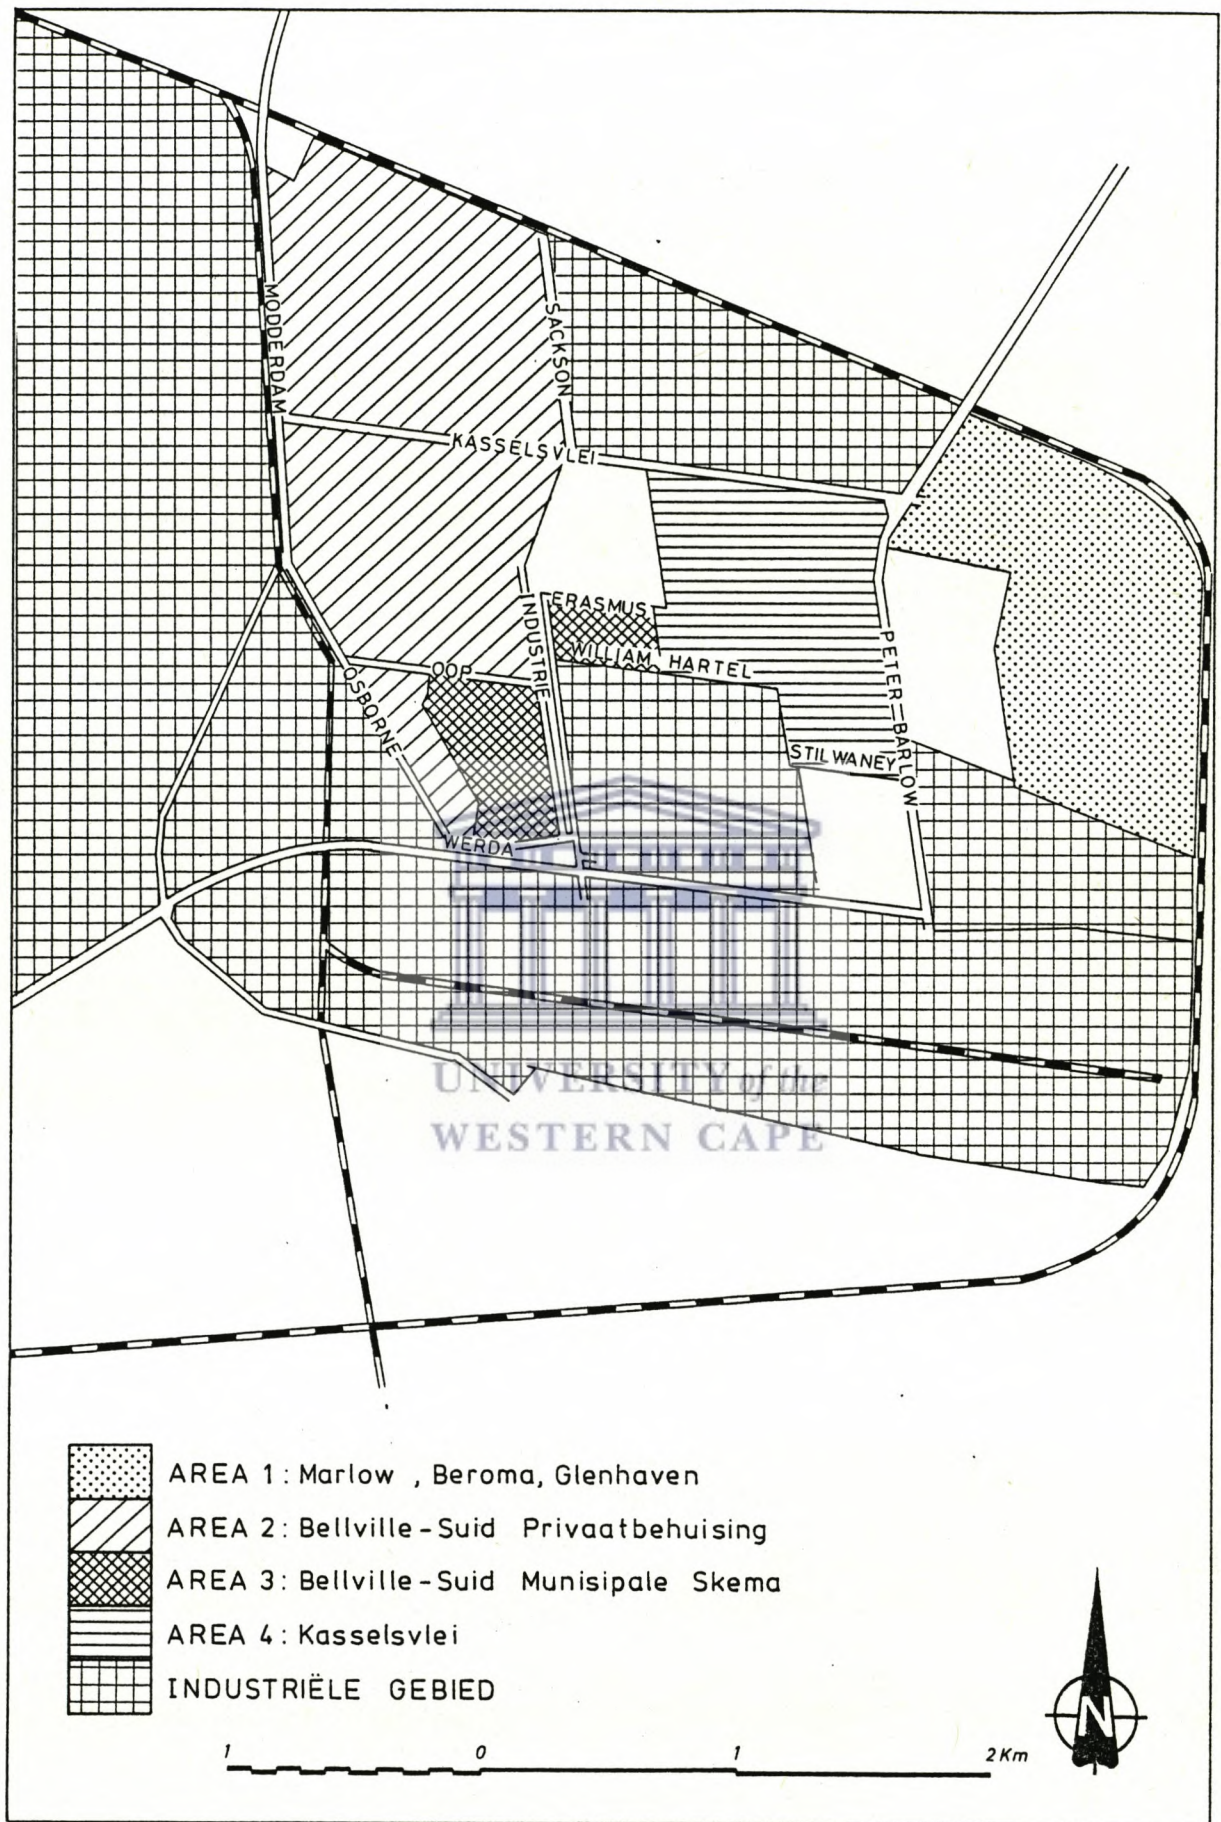 MODDERDAM
SACKSON
KASSELSVLEI
ERASMUS
INDUSTRIE
WILLIAM HARTEL
OOP
OSBORNE
PETER-BARLOW
STILWANEY
WERDA
UNIVERSITY of the
WESTERN CAPE
AREA 1: Marlow , Beroma, Glenhaven
AREA 2: Bellville-Suid Privaatbehuising
AREA 3: Bellville-Suid Munisipale Skema
AREA 4: Kasselsvlei
INDUSTRIËLE GEBIED
N
1 0 1 2 Km